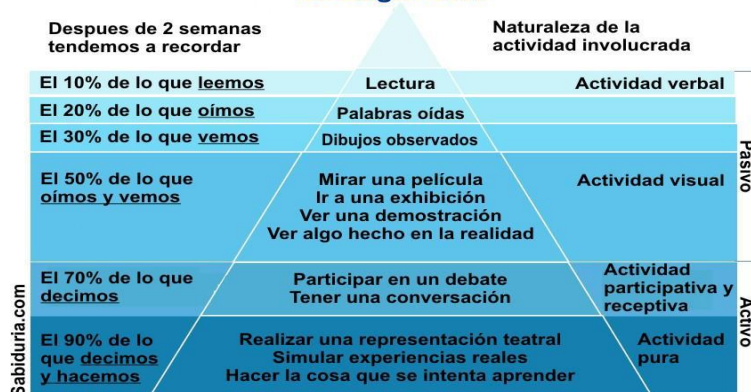 Despues de 2 semanas
tendemos a recordar
Naturaleza de la
actividad involucrada
El 10% de lo que leemos
Lectura
Actividad verbal
El 20% de lo que oímos
Palabras oídas
El 30% de lo que vemos
Dibujos observados
El 50% de lo que
oímos y vemos
Mirar una película
Ir a una exhibición
Ver una demostración
Ver algo hecho en la realidad
Actividad visual
Pasivo
El 70% de lo que
decimos
Participar en un debate
Tener una conversación
Actividad
participativa y
receptiva
El 90% de lo
que decimos
y hacemos
Realizar una representación teatral
Simular experiencias reales
Hacer la cosa que se intenta aprender
Actividad
pura
Activo
Sabiduria.com